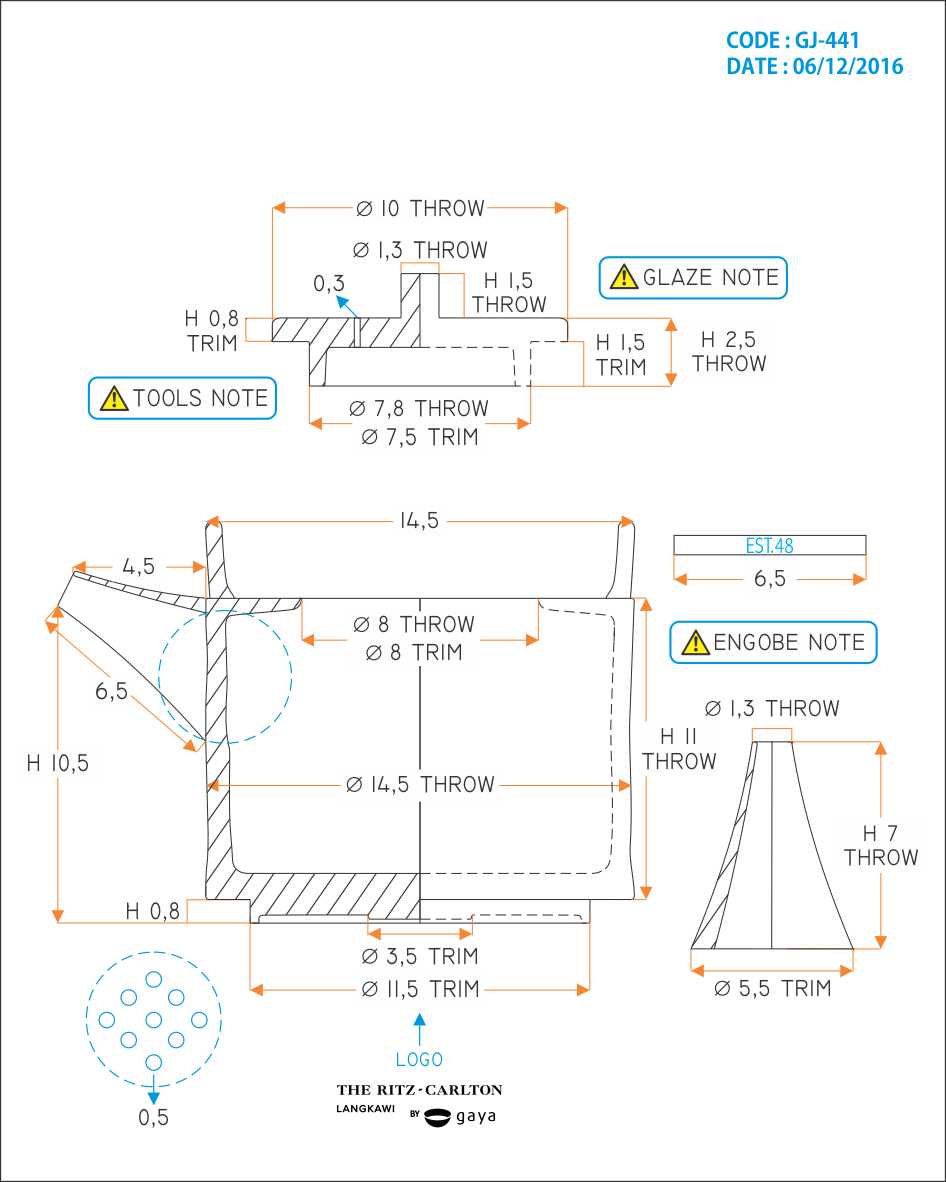 CODE : GJ-441
DATE : 06/12/2016
Ø 10 THROW
Ø 1,3 THROW
0,3
H 1,5
THROW
GLAZE NOTE
H 0,8
TRIM
H 1,5
TRIM
H 2,5
THROW
TOOLS NOTE
Ø 7,8 THROW
Ø 7,5 TRIM
14,5
4,5
EST.48
6,5
Ø 8 THROW
Ø 8 TRIM
ENGOBE NOTE
6,5
Ø 1,3 THROW
H 10,5
H 11
THROW
Ø 14,5 THROW
H 7
THROW
H 0,8
Ø 3,5 TRIM
Ø 11,5 TRIM
Ø 5,5 TRIM
LOGO
THE RITZ-CARLTON
LANGKAWI BY gaya
0,5